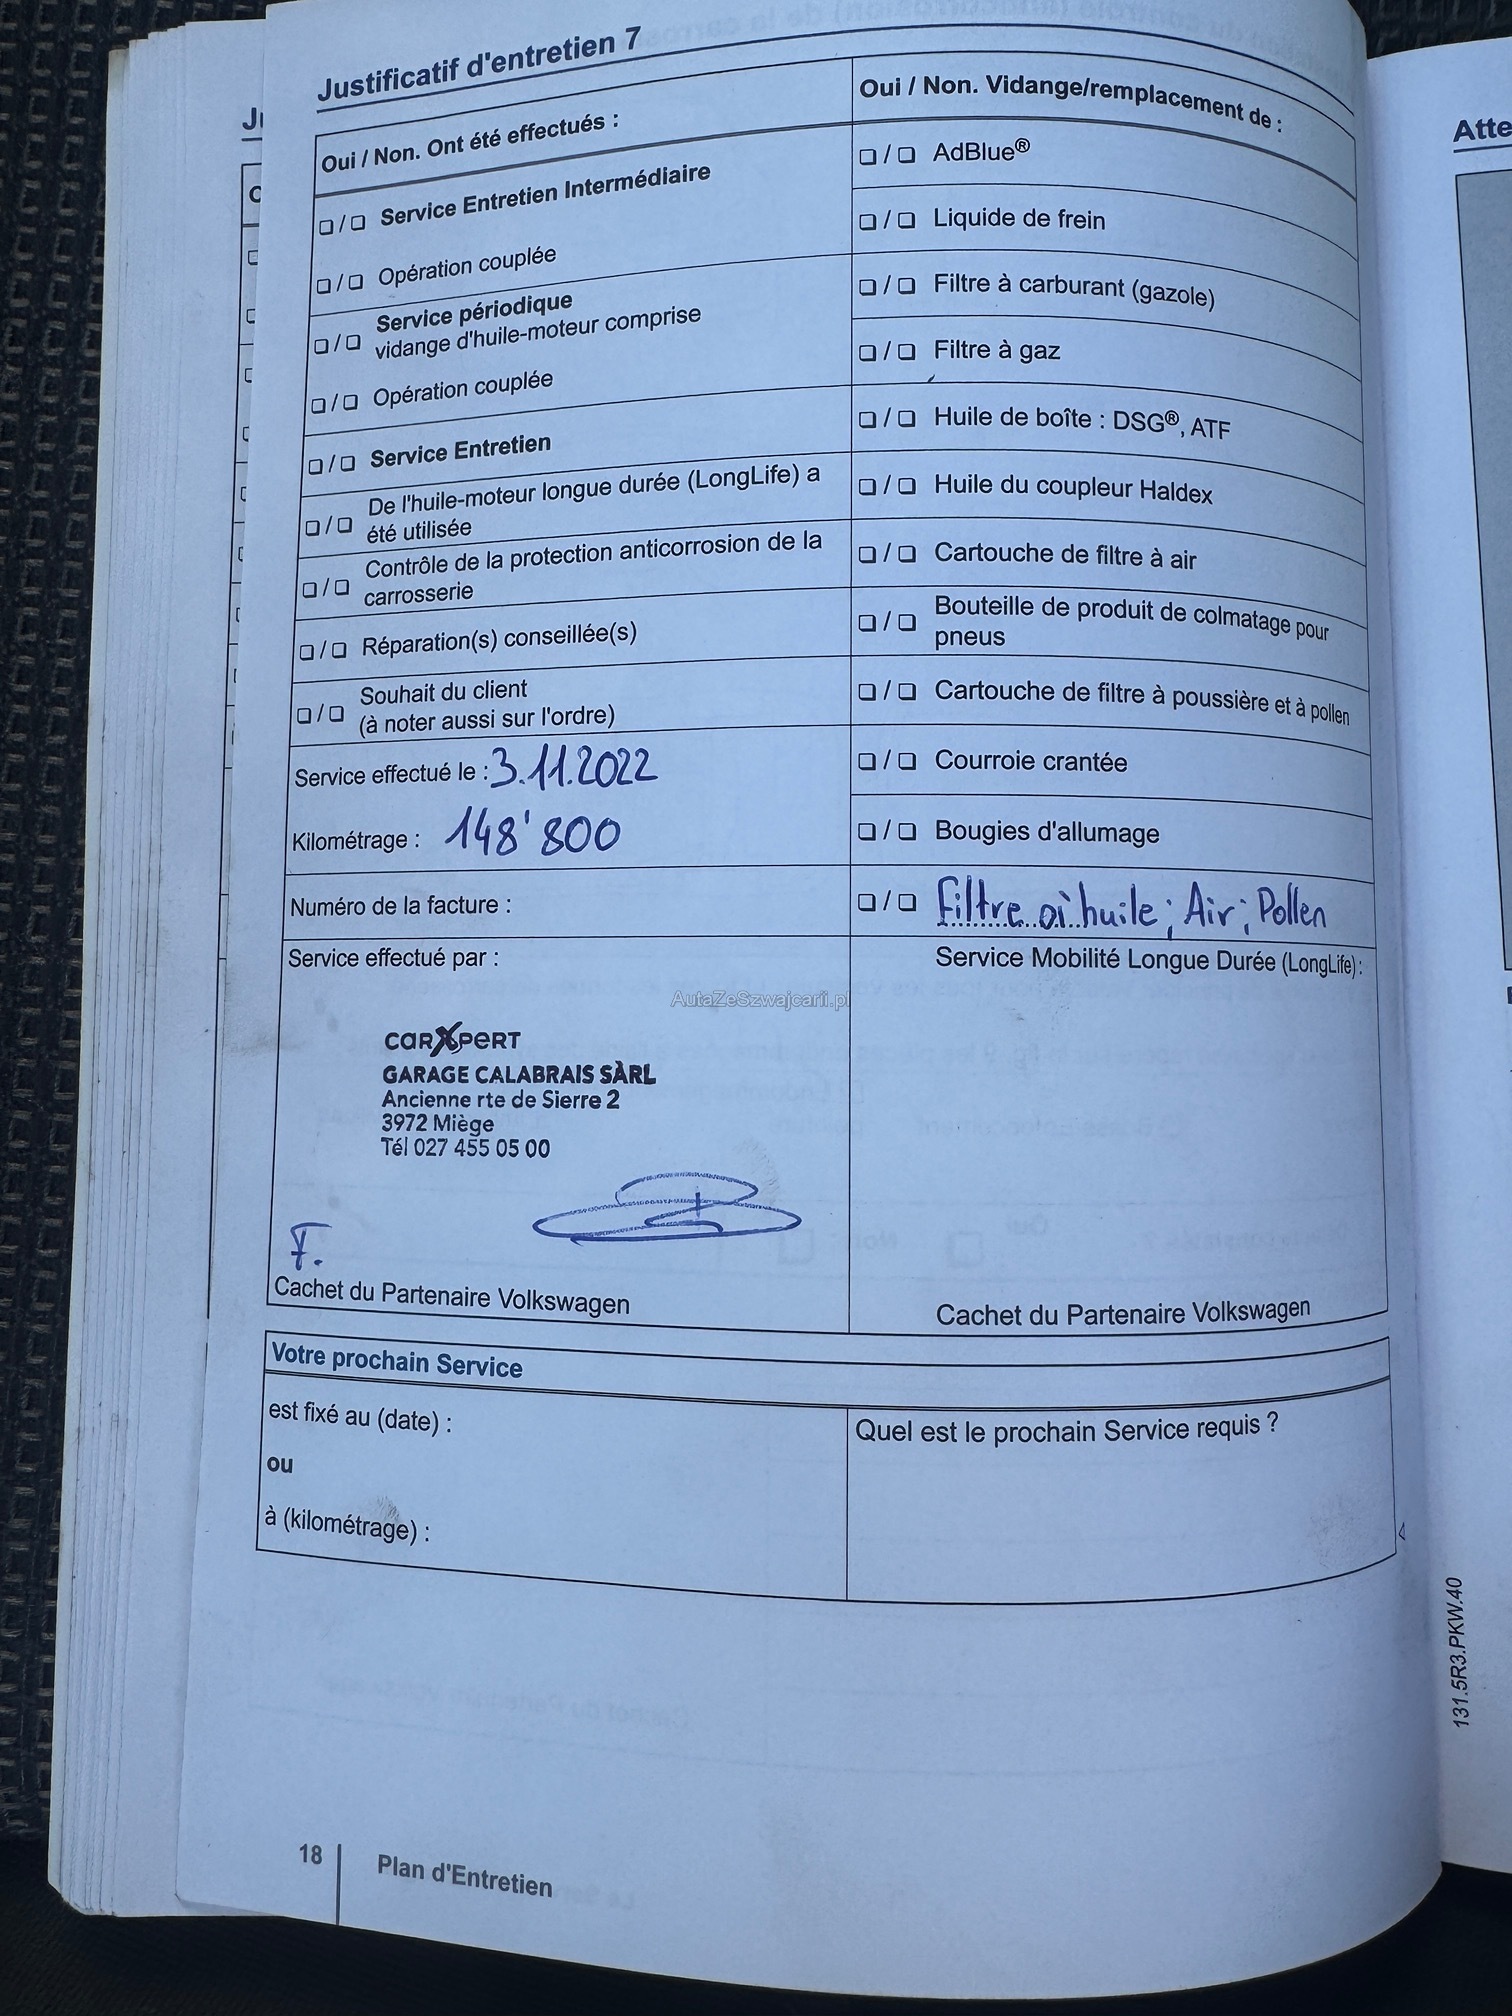 Justificatif d'entretien 7
Oui / Non. Ont été effectués :
❑ / ❑ Service Entretien Intermédiaire
❑ / ❑ Opération couplée
❑ / ❑ Service périodique
vidange d'huile-moteur comprise
❑ / ❑ Opération couplée
❑ / ❑ Service Entretien
❑ / ❑ De l'huile-moteur longue durée (LongLife) a
été utilisée
❑ / ❑ Contrôle de la protection anticorrosion de la
carrosserie
❑ / ❑ Réparation(s) conseillée(s)
❑ / ❑ Souhait du client
(à noter aussi sur l'ordre)
Service effectué le : 3.11.2022
Kilométrage : 148'800
Numéro de la facture :
Service effectué par :
carXpert
GARAGE CALABRAIS SÀRL
Ancienne rte de Sierre 2
3972 Miège
Tél 027 455 05 00
F.
Cachet du Partenaire Volkswagen
Oui / Non. Vidange/remplacement de :
❑ / ❑ AdBlue®
❑ / ❑ Liquide de frein
❑ / ❑ Filtre à carburant (gazole)
❑ / ❑ Filtre à gaz
❑ / ❑ Huile de boîte : DSG®, ATF
❑ / ❑ Huile du coupleur Haldex
❑ / ❑ Cartouche de filtre à air
❑ / ❑ Bouteille de produit de colmatage pour
pneus
❑ / ❑ Cartouche de filtre à poussière et à pollen
❑ / ❑ Courroie crantée
❑ / ❑ Bougies d'allumage
❑ / ❑ Filtre à huile ; Air ; Pollen
Service Mobilité Longue Durée (LongLife) :
Cachet du Partenaire Volkswagen
AutaZeSzwajcarii.pl
Votre prochain Service
est fixé au (date) :
ou
à (kilométrage) :
Quel est le prochain Service requis ?
18
Plan d'Entretien
Atte
131.5R3.PKW.40